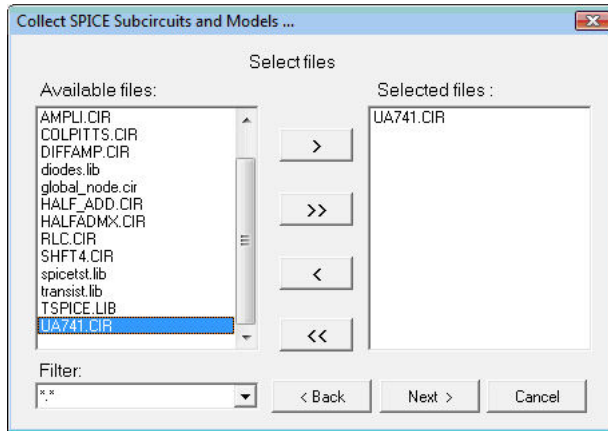 Collect SPICE Subcircuits and Models ...
Select files
Available files:
Selected files :
AMPLI.CIR
COLPITTS.CIR
DIFFAMP.CIR
diodes.lib
global_node.cir
HALF_ADD.CIR
HALFADMX.CIR
RLC.CIR
SHFT4.CIR
spicetst.lib
transist.lib
TSPICE.LIB
UA741.CIR
>
>>
<
<<
UA741.CIR
Filter:
*.*
< Back
Next >
Cancel